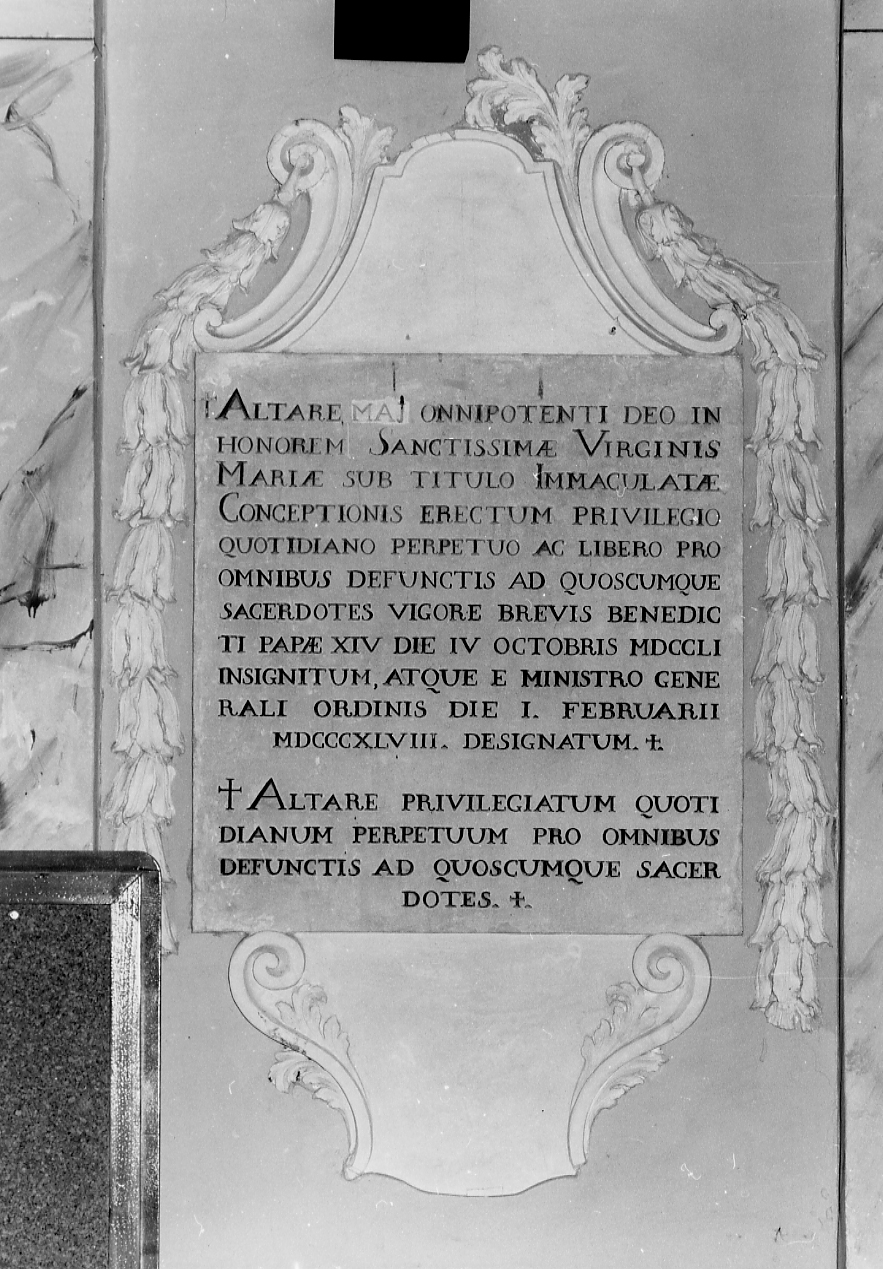 † ALTARE MAJ ONNIPOTENTI DEO IN
HONOREM SANCTISSIMÆ VIRGINIS
MARIÆ SUB TITULO IMMACULATÆ
CONCEPTIONIS ERECTUM PRIVILEGIO
QUOTIDIANO PERPETUO AC LIBERO PRO
OMNIBUS DEFUNCTIS AD QUOSCUMQUE
SACERDOTES VIGORE BREVIS BENEDIC
TI PAPÆ XIV DIE IV OCTOBRIS MDCCLI
INSIGNITUM, ATQUE E MINISTRO GENE
RALI ORDINIS DIE I. FEBRUARII
MDCCCXLVIII. DESIGNATUM. ✝.
† ALTARE PRIVILEGIATUM QUOTI
DIANUM PERPETUUM PRO OMNIBUS
DEFUNCTIS AD QUOSCUMQUE SACER
DOTES. ✝.